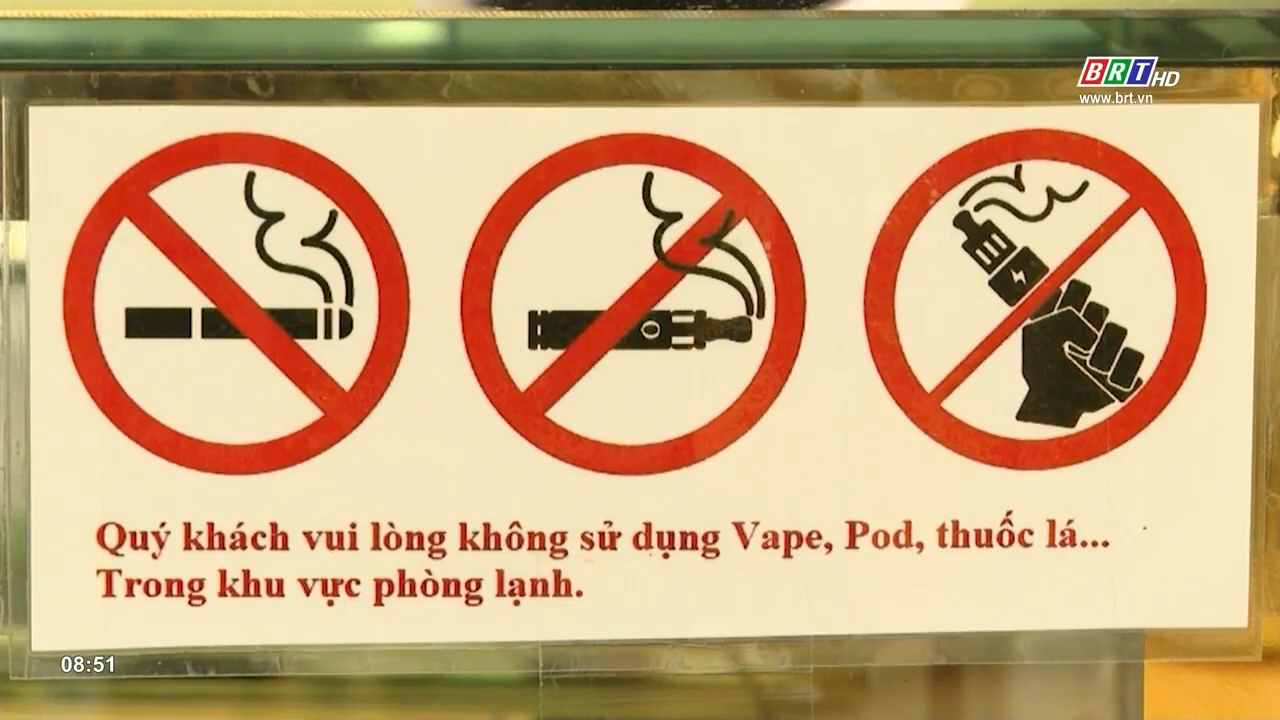 BRT HD
www.brt.vn
Quý khách vui lòng không sử dụng Vape, Pod, thuốc lá...
Trong khu vực phòng lạnh.
08:51